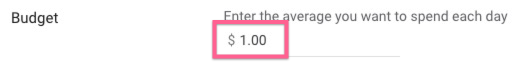 Budget
Enter the average you want to spend each day
$ 1.00